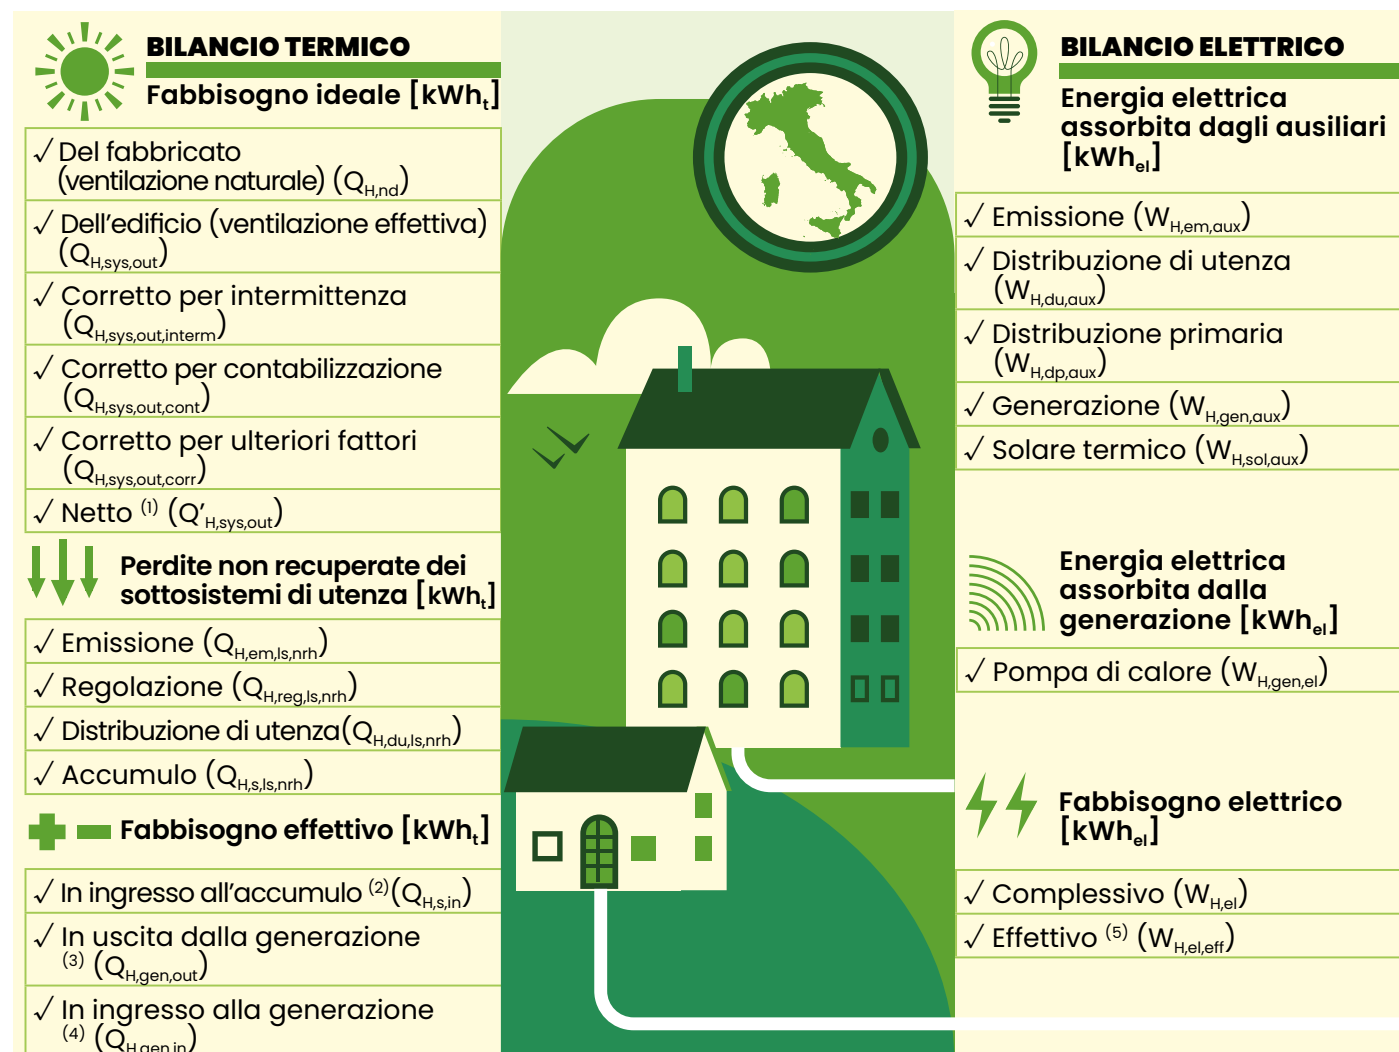 BILANCIO TERMICO
Fabbisogno ideale [kWht]
✓ Del fabbricato
(ventilazione naturale) (QH,nd)
✓ Dell’edificio (ventilazione effettiva)
(QH,sys,out)
✓ Corretto per intermittenza
(QH,sys,out,interm)
✓ Corretto per contabilizzazione
(QH,sys,out,cont)
✓ Corretto per ulteriori fattori
(QH,sys,out,corr)
✓ Netto (1) (Q’H,sys,out)
Perdite non recuperate dei
sottosistemi di utenza [kWht]
✓ Emissione (QH,em,ls,nrh)
✓ Regolazione (QH,reg,ls,nrh)
✓ Distribuzione di utenza(QH,du,ls,nrh)
✓ Accumulo (QH,s,ls,nrh)
Fabbisogno effettivo [kWht]
✓ In ingresso all’accumulo (2)(QH,s,in)
✓ In uscita dalla generazione
(3) (QH,gen,out)
✓ In ingresso alla generazione
(4) (QH,gen,in)
BILANCIO ELETTRICO
Energia elettrica
assorbita dagli ausiliari
[kWhel]
✓ Emissione (WH,em,aux)
✓ Distribuzione di utenza
(WH,du,aux)
✓ Distribuzione primaria
(WH,dp,aux)
✓ Generazione (WH,gen,aux)
✓ Solare termico (WH,sol,aux)
Energia elettrica
assorbita dalla
generazione [kWhel]
✓ Pompa di calore (WH,gen,el)
Fabbisogno elettrico
[kWhel]
✓ Complessivo (WH,el)
✓ Effettivo (5) (WH,el,eff)